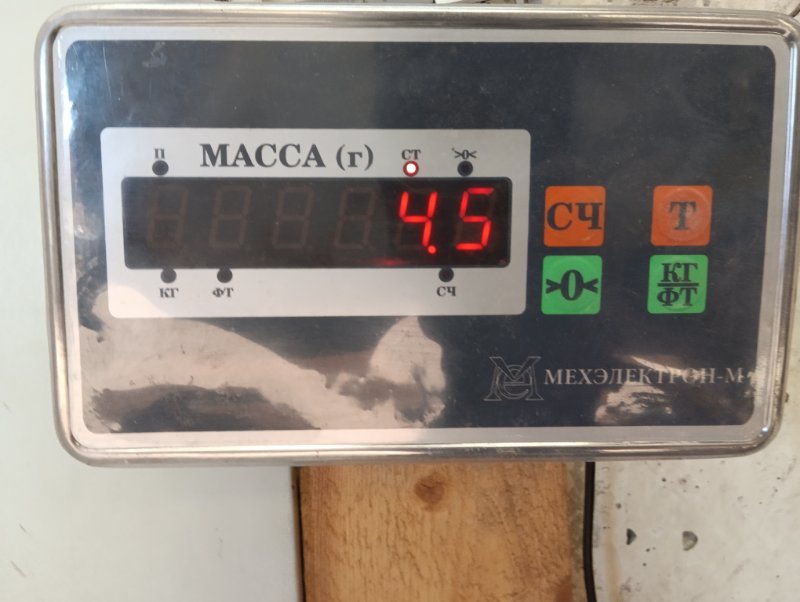 П МАССА (г) СТ >0<
4.5
КГ ФТ СЧ
СЧ Т
>0< КГ/ФТ
МЕХЭЛЕКТРОН-М